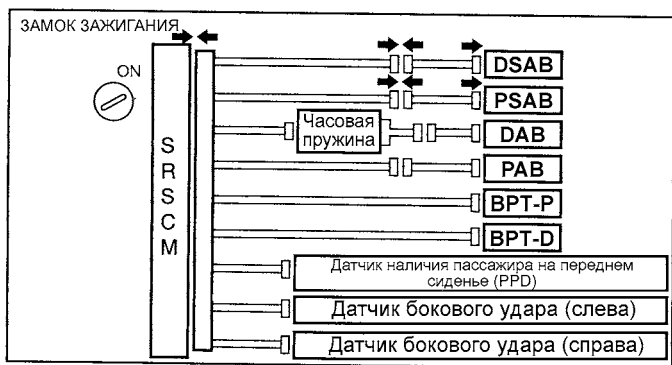 ЗАМОК ЗАЖИГАНИЯ
ON
SRSCM
DSAB
PSAB
Часовая
пружина
DAB
PAB
BPT-P
BPT-D
Датчик наличия пассажира на переднем
сиденье (PPD)
Датчик бокового удара (слева)
Датчик бокового удара (справа)